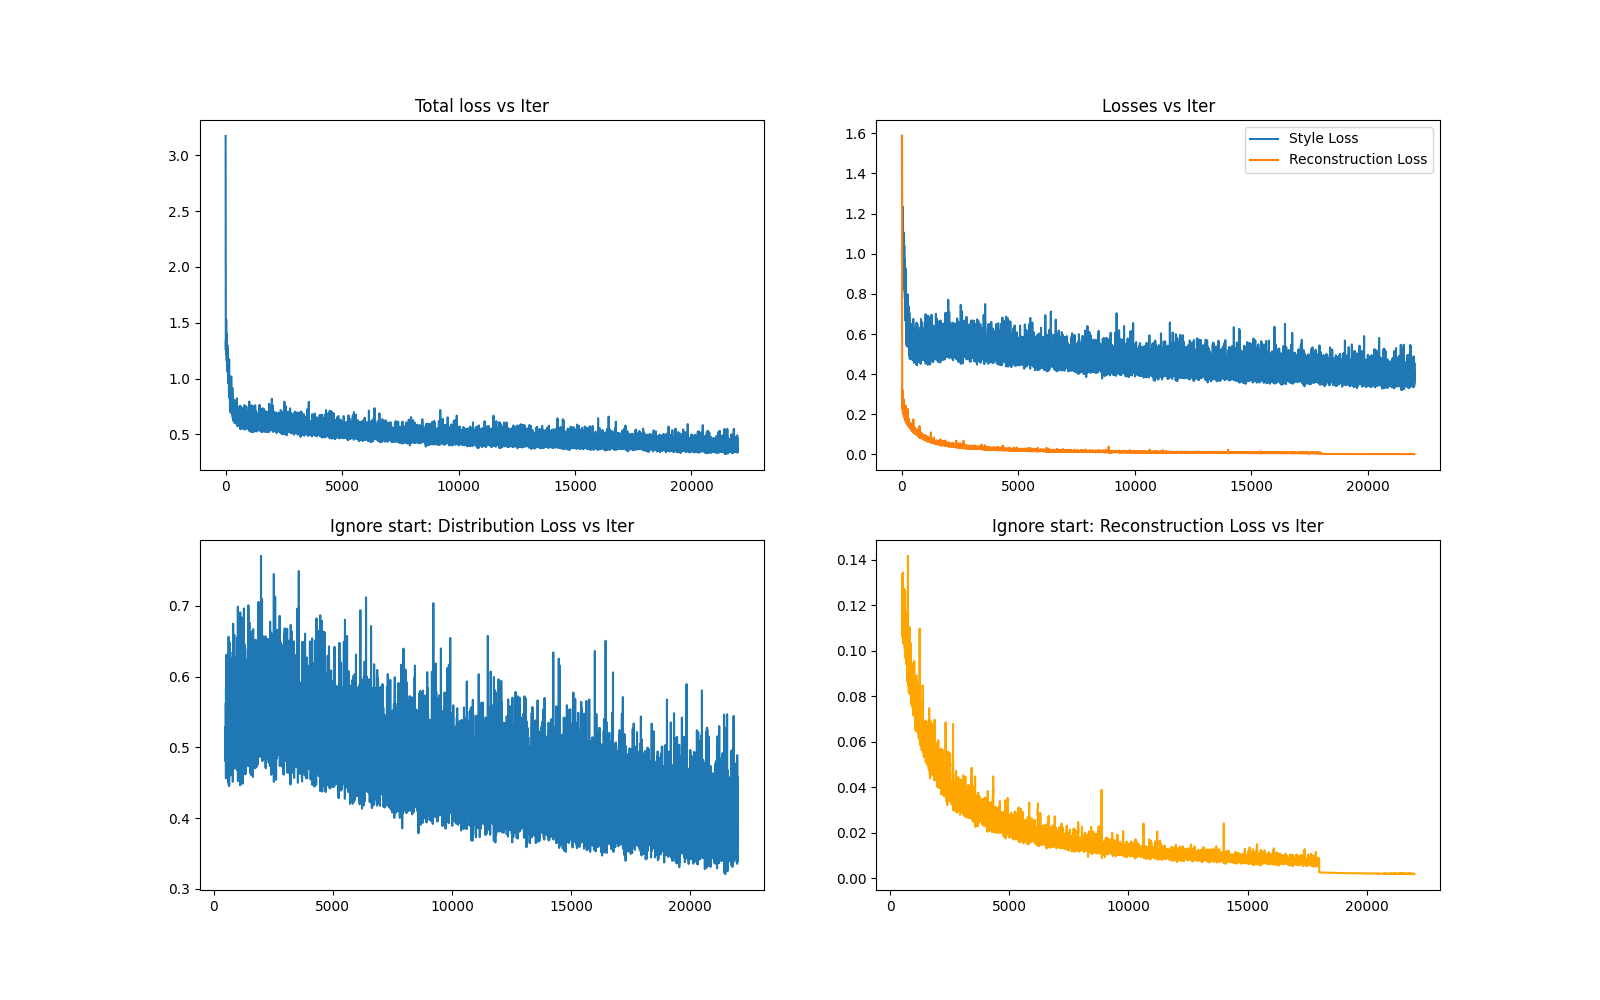 Total loss vs Iter
3.0
2.5
2.0
1.5
1.0
0.5
0 5000 10000 15000 20000
Losses vs Iter
Style Loss
Reconstruction Loss
1.6
1.4
1.2
1.0
0.8
0.6
0.4
0.2
0.0
0 5000 10000 15000 20000
Ignore start: Distribution Loss vs Iter
0.7
0.6
0.5
0.4
0.3
0 5000 10000 15000 20000
Ignore start: Reconstruction Loss vs Iter
0.14
0.12
0.10
0.08
0.06
0.04
0.02
0.00
0 5000 10000 15000 20000